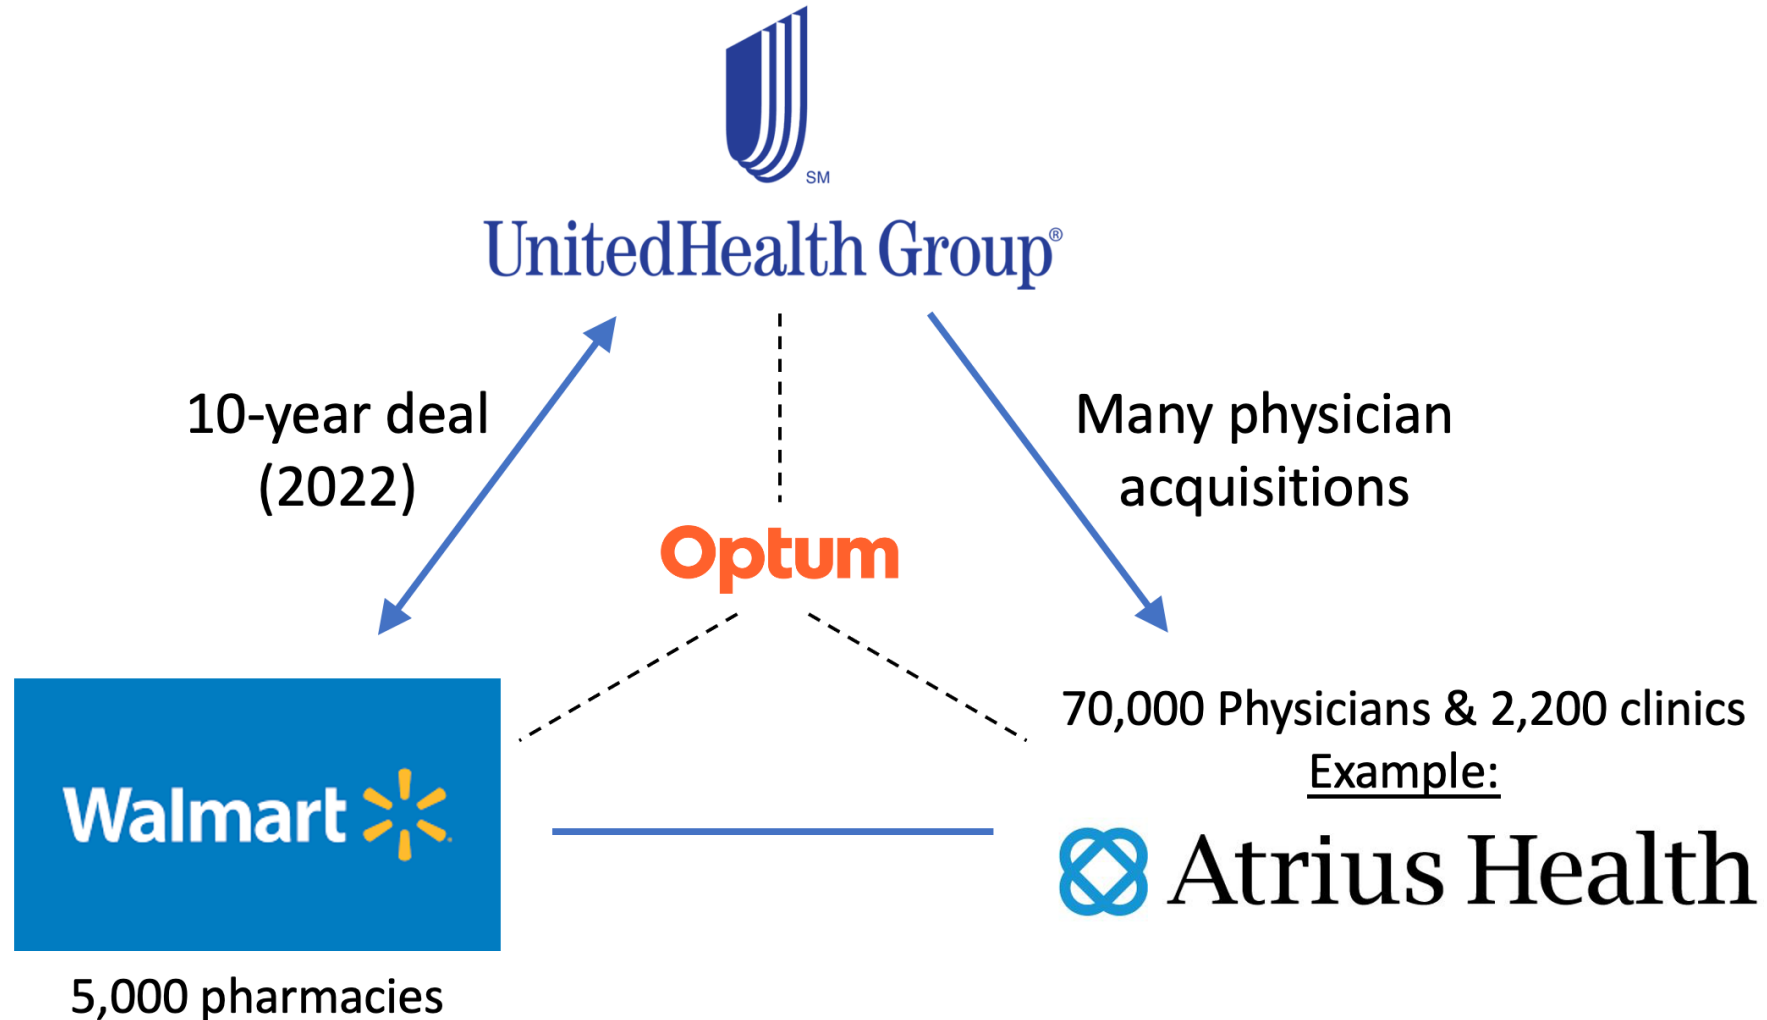 SM
UnitedHealth Group®
10-year deal
(2022)
Many physician
acquisitions
Optum
Walmart
70,000 Physicians & 2,200 clinics
Example:
Atrius Health
5,000 pharmacies